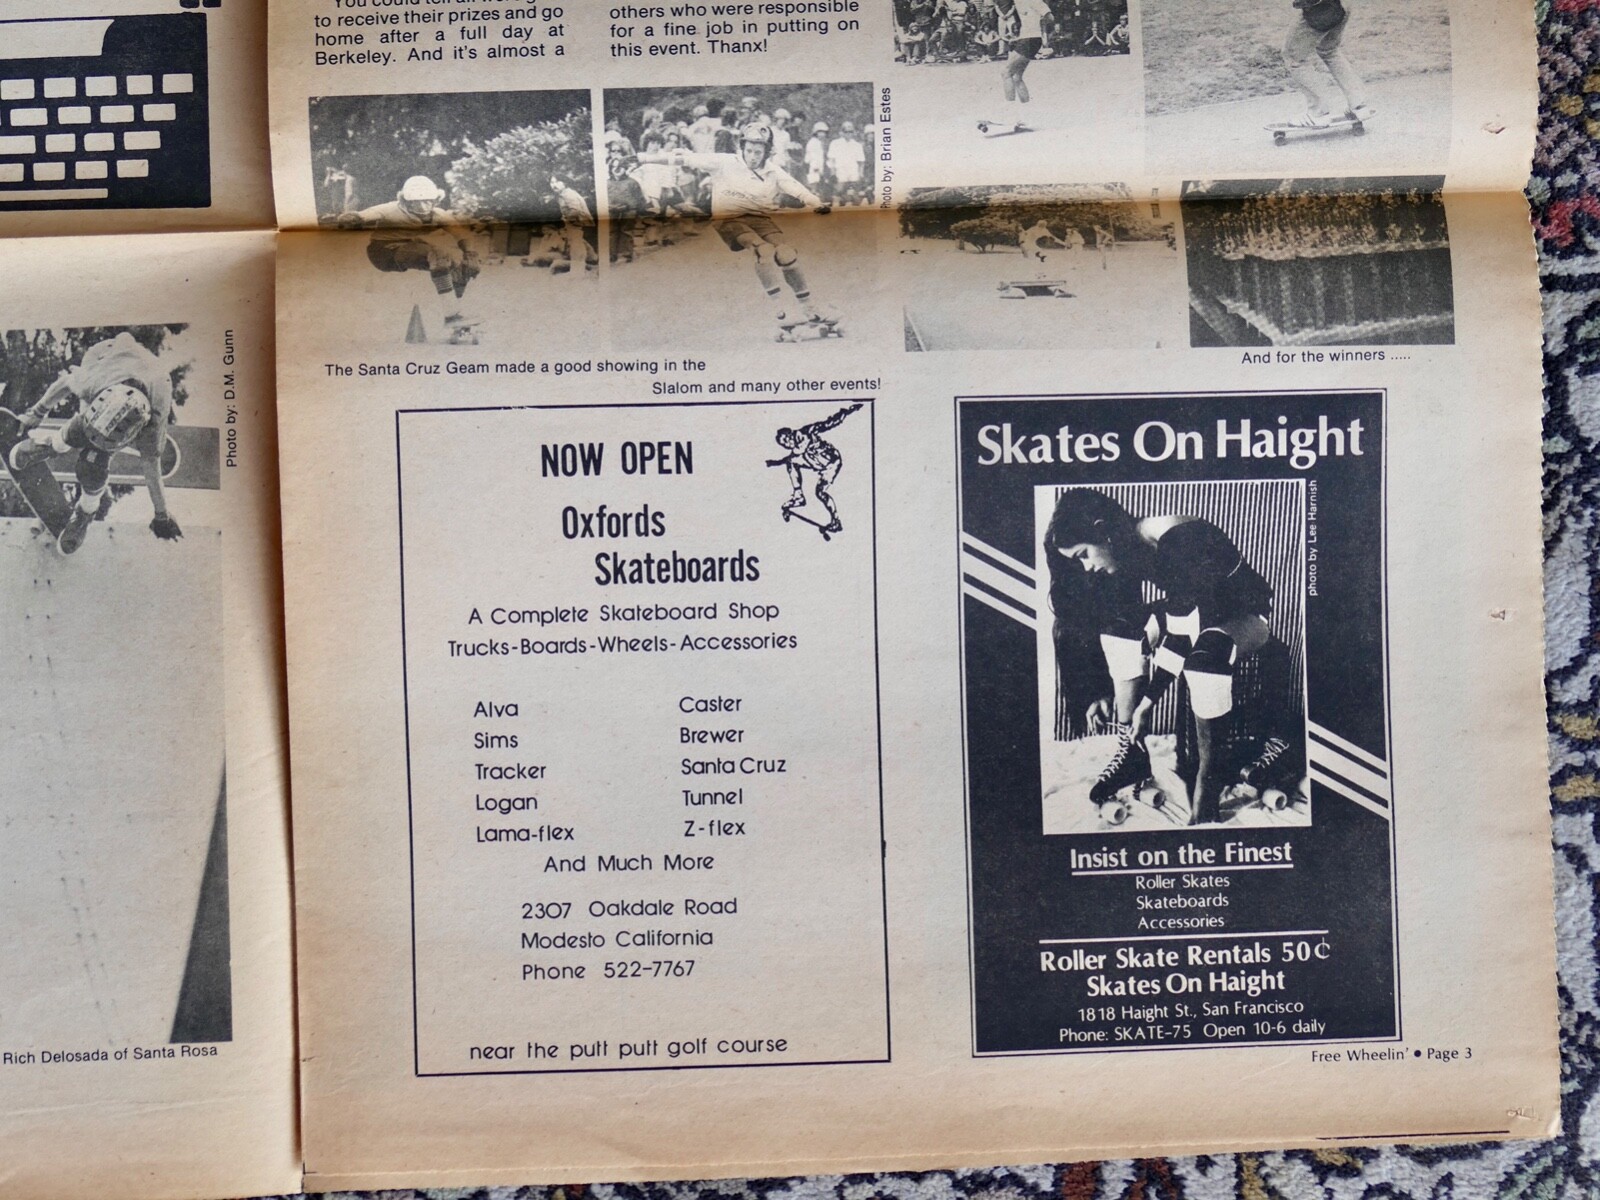 to receive their prizes and go
home after a full day at
Berkeley. And it's almost a
others who were responsible
for a fine job in putting on
this event. Thanx!
Photo by: Brian Estes
Photo by: D.M. Gunn
The Santa Cruz Geam made a good showing in the
Slalom and many other events!
And for the winners .....
Rich Delosada of Santa Rosa
NOW OPEN
Oxfords
Skateboards
A Complete Skateboard Shop
Trucks-Boards-Wheels-Accessories
Alva
Sims
Tracker
Logan
Lama-flex
Caster
Brewer
Santa Cruz
Tunnel
Z-flex
And Much More
2307 Oakdale Road
Modesto California
Phone 522-7767
near the putt putt golf course
Skates On Haight
photo by Lee Harnish
Insist on the Finest
Roller Skates
Skateboards
Accessories
Roller Skate Rentals 50¢
Skates On Haight
1818 Haight St., San Francisco
Phone: SKATE-75 Open 10-6 daily
Free Wheelin' • Page 3